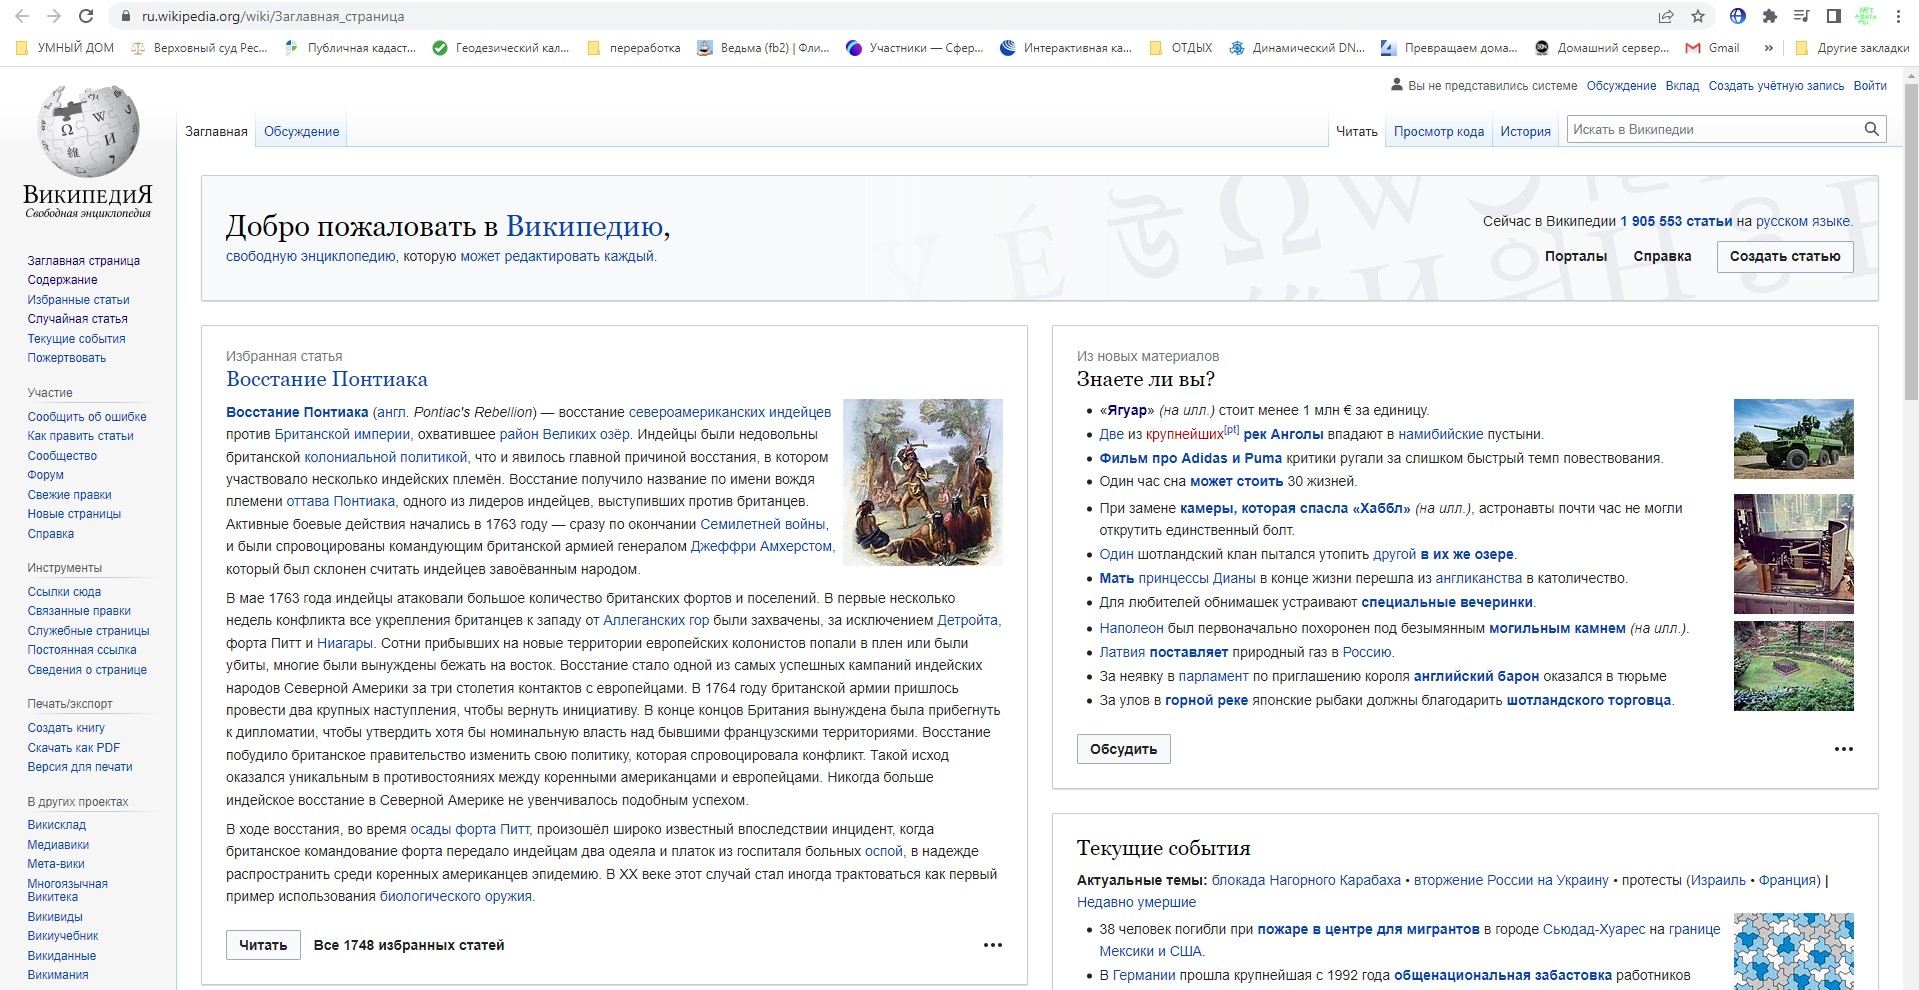 ru.wikipedia.org/wiki/Заглавная_страница
УМНЫЙ ДОМ
Верховный суд Рес...
Публичная кадаст...
Геодезический кал...
переработка
Ведьма (fb2) | Фли...
Участники — Сфер...
Интерактивная ка...
ОТДЫХ
Динамический DN...
Превращаем дома...
Домашний сервер...
Gmail
»
Другие закладки
Вы не представились системе Обсуждение Вклад Создать учётную запись Войти
Заглавная Обсуждение
Читать Просмотр кода История Искать в Википедии
ВикипедиЯ
Свободная энциклопедия
Заглавная страница
Содержание
Избранные статьи
Случайная статья
Текущие события
Пожертвовать
Участие
Сообщить об ошибке
Как править статьи
Сообщество
Форум
Свежие правки
Новые страницы
Справка
Инструменты
Ссылки сюда
Связанные правки
Служебные страницы
Постоянная ссылка
Сведения о странице
Печать/экспорт
Создать книгу
Скачать как PDF
Версия для печати
В других проектах
Викисклад
Медиавики
Мета-вики
Многоязычная
Викитека
Викивиды
Викиучебник
Викиданные
Викимания
Добро пожаловать в Википедию,
свободную энциклопедию, которую может редактировать каждый.
Сейчас в Википедии 1 905 553 статьи на русском языке.
Порталы Справка Создать статью
Избранная статья
Восстание Понтиака
Восстание Понтиака (англ. Pontiac's Rebellion) — восстание североамериканских индейцев
против Британской империи, охватившее район Великих озёр. Индейцы были недовольны
британской колониальной политикой, что и явилось главной причиной восстания, в котором
участвовало несколько индейских племён. Восстание получило название по имени вождя
племени оттава Понтиака, одного из лидеров индейцев, выступивших против британцев.
Активные боевые действия начались в 1763 году — сразу по окончании Семилетней войны,
и были спровоцированы командующим британской армией генералом Джеффри Амхерстом,
который был склонен считать индейцев завоёванным народом.
В мае 1763 года индейцы атаковали большое количество британских фортов и поселений. В первые несколько
недель конфликта все укрепления британцев к западу от Аллеганских гор были захвачены, за исключением Детройта,
форта Питт и Ниагары. Сотни прибывших на новые территории европейских колонистов попали в плен или были
убиты, многие были вынуждены бежать на восток. Восстание стало одной из самых успешных кампаний индейских
народов Северной Америки за три столетия контактов с европейцами. В 1764 году британской армии пришлось
провести два крупных наступления, чтобы вернуть инициативу. В конце концов Британия вынуждена была прибегнуть
к дипломатии, чтобы утвердить хотя бы номинальную власть над бывшими французскими территориями. Восстание
побудило британское правительство изменить свою политику, которая спровоцировала конфликт. Такой исход
оказался уникальным в противостояниях между коренными американцами и европейцами. Никогда больше
индейское восстание в Северной Америке не увенчивалось подобным успехом.
В ходе восстания, во время осады форта Питт, произошёл широко известный впоследствии инцидент, когда
британское командование форта передало индейцам два одеяла и платок из госпиталя больных оспой, в надежде
распространить среди коренных американцев эпидемию. В XX веке этот случай стал иногда трактоваться как первый
пример использования биологического оружия.
Читать Все 1748 избранных статей
Из новых материалов
Знаете ли вы?
• «Ягуар» (на илл.) стоит менее 1 млн € за единицу.
• Две из крупнейших[pt] рек Анголы впадают в намибийские пустыни.
• Фильм про Adidas и Puma критики ругали за слишком быстрый темп повествования.
• Один час сна может стоить 30 жизней.
• При замене камеры, которая спасла «Хаббл» (на илл.), астронавты почти час не могли
открутить единственный болт.
• Один шотландский клан пытался утопить другой в их же озере.
• Мать принцессы Дианы в конце жизни перешла из англиканства в католичество.
• Для любителей обнимашек устраивают специальные вечеринки.
• Наполеон был первоначально похоронен под безымянным могильным камнем (на илл.).
• Латвия поставляет природный газ в Россию.
• За неявку в парламент по приглашению короля английский барон оказался в тюрьме
• За улов в горной реке японские рыбаки должны благодарить шотландского торговца.
Обсудить
Текущие события
Актуальные темы: блокада Нагорного Карабаха • вторжение России на Украину • протесты (Израиль • Франция) |
Недавно умершие
• 38 человек погибли при пожаре в центре для мигрантов в городе Сьюдад-Хуарес на границе
Мексики и США.
• В Германии прошла крупнейшая с 1992 года общенациональная забастовка работников